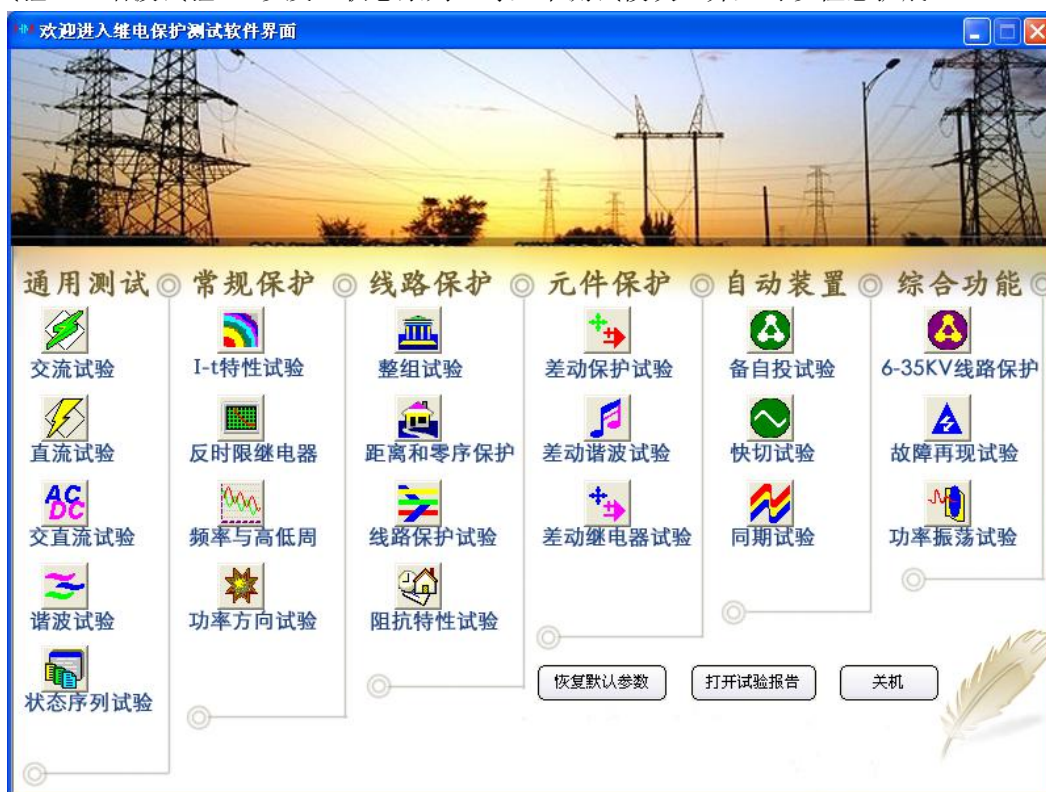 欢迎进入继电保护测试软件界面
通用测试 常规保护 线路保护 元件保护 自动装置 综合功能
交流试验 I-t特性试验 整组试验 差动保护试验 备自投试验 6-35KV线路保护
直流试验 反时限继电器 距离和零序保护 差动谐波试验 快切试验 故障再现试验
AC
DC
交直流试验 频率与高低周 线路保护试验 差动继电器试验 同期试验 功率振荡试验
谐波试验 功率方向试验 阻抗特性试验
状态序列试验
恢复默认参数 打开试验报告 关机